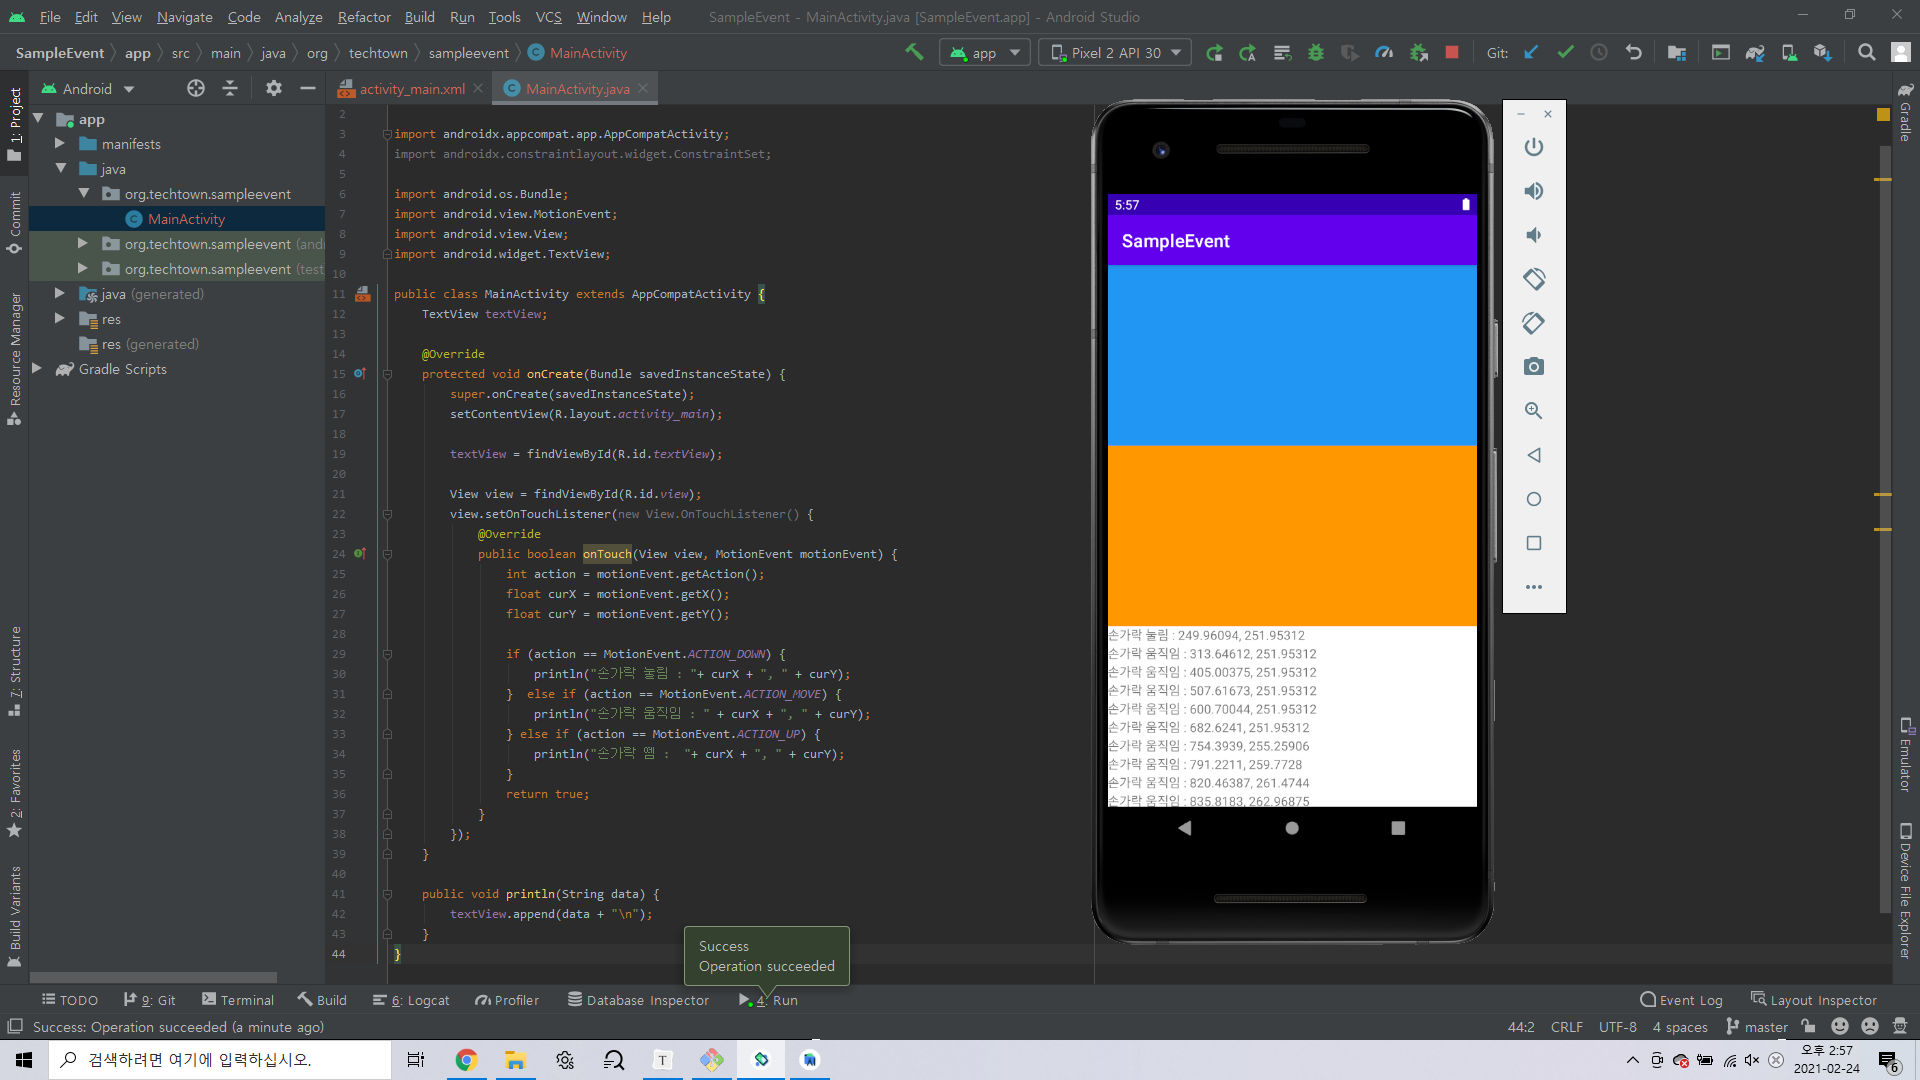 File Edit View Navigate Code Analyze Refactor Build Run Tools VCS Window Help SampleEvent - MainActivity.java [SampleEvent.app] - Android Studio
SampleEvent app src main java org techtown sampleevent MainActivity
app Pixel 2 API 30 Git:
Android
activity_main.xml MainActivity.java
1: Project
Commit
Resource Manager
7: Structure
2: Favorites
Build Variants
app
manifests
java
org.techtown.sampleevent
MainActivity
org.techtown.sampleevent (and
org.techtown.sampleevent (test
java (generated)
res
res (generated)
Gradle Scripts
2
3 import androidx.appcompat.app.AppCompatActivity;
4 import androidx.constraintlayout.widget.ConstraintSet;
5
6 import android.os.Bundle;
7 import android.view.MotionEvent;
8 import android.view.View;
9 import android.widget.TextView;
10
11 public class MainActivity extends AppCompatActivity {
12 TextView textView;
13
14 @Override
15 protected void onCreate(Bundle savedInstanceState) {
16 super.onCreate(savedInstanceState);
17 setContentView(R.layout.activity_main);
18
19 textView = findViewById(R.id.textView);
20
21 View view = findViewById(R.id.view);
22 view.setOnTouchListener(new View.OnTouchListener() {
23 @Override
24 public boolean onTouch(View view, MotionEvent motionEvent) {
25 int action = motionEvent.getAction();
26 float curX = motionEvent.getX();
27 float curY = motionEvent.getY();
28
29 if (action == MotionEvent.ACTION_DOWN) {
30 println("손가락 눌림 : "+ curX + ", " + curY);
31 } else if (action == MotionEvent.ACTION_MOVE) {
32 println("손가락 움직임 : " + curX + ", " + curY);
33 } else if (action == MotionEvent.ACTION_UP) {
34 println("손가락 뗌 : "+ curX + ", " + curY);
35 }
36 return true;
37 }
38 });
39 }
40
41 public void println(String data) {
42 textView.append(data + "\n");
43 }
44 }
5:57
SampleEvent
손가락 눌림 : 249.96094, 251.95312
손가락 움직임 : 313.64612, 251.95312
손가락 움직임 : 405.00375, 251.95312
손가락 움직임 : 507.61673, 251.95312
손가락 움직임 : 600.70044, 251.95312
손가락 움직임 : 682.6241, 251.95312
손가락 움직임 : 754.3939, 255.25906
손가락 움직임 : 791.2211, 259.7728
손가락 움직임 : 820.46387, 261.4744
손가락 움직임 : 835.8183, 262.96875
Gradle
Emulator
Device File Explorer
Success
Operation succeeded
TODO 9: Git Terminal Build 6: Logcat Profiler Database Inspector 4: Run Event Log Layout Inspector
Success: Operation succeeded (a minute ago) 44:2 CRLF UTF-8 4 spaces master
검색하려면 여기에 입력하십시오.
T
오후 2:57
2021-02-24
6